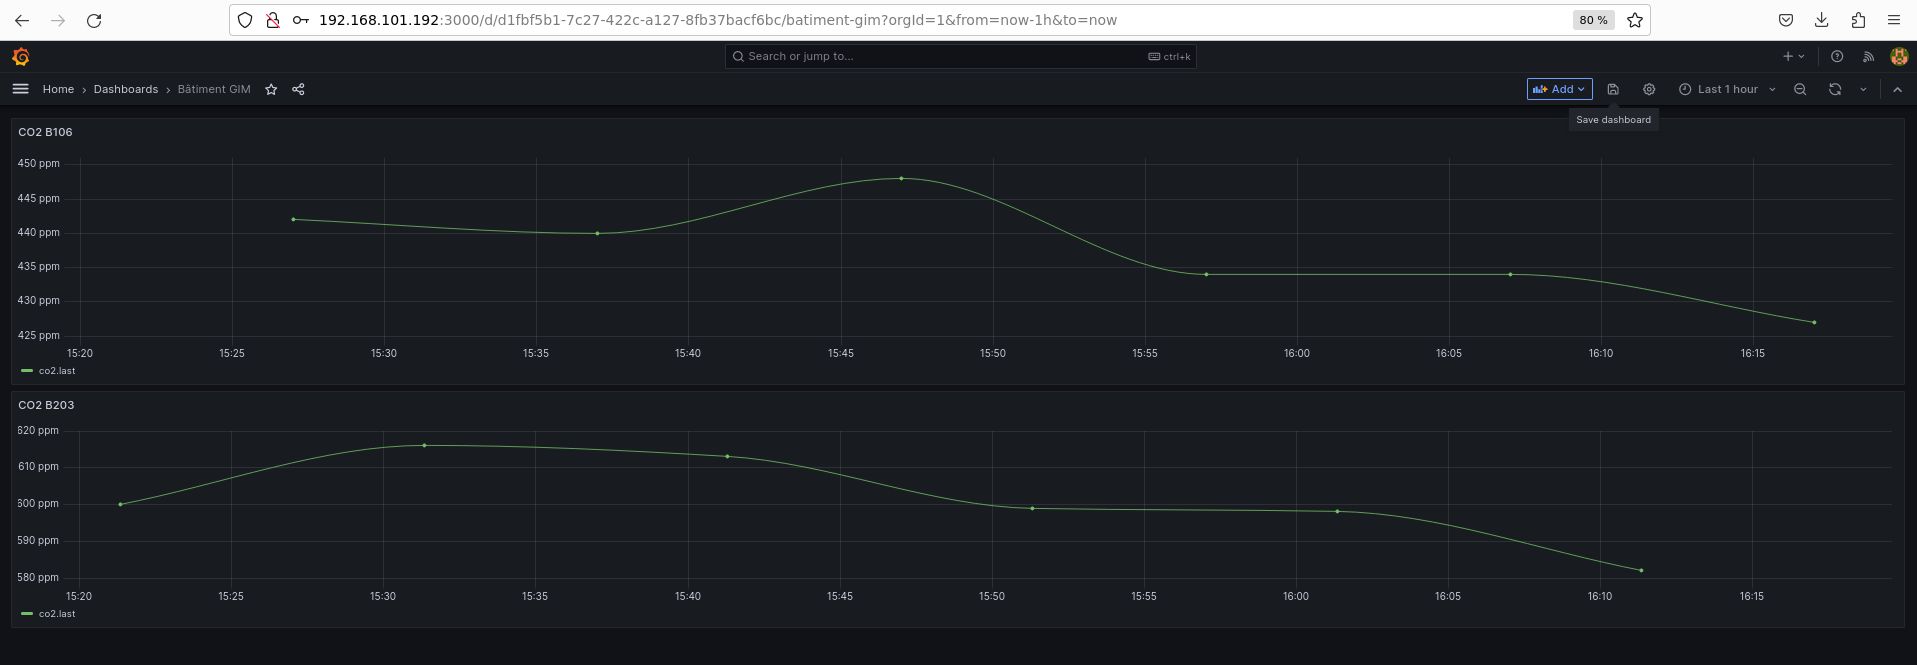 192.168.101.192:3000/d/d1fbf5b1-7c27-422c-a127-8fb37bacf6bc/batiment-gim?orgId=1&from=now-1h&to=now 80 %
Search or jump to... ctrl+k
Home › Dashboards › Bâtiment GIM Add Last 1 hour
Save dashboard
CO2 B106
450 ppm
445 ppm
440 ppm
435 ppm
430 ppm
425 ppm
15:20 15:25 15:30 15:35 15:40 15:45 15:50 15:55 16:00 16:05 16:10 16:15
co2.last
CO2 B203
620 ppm
610 ppm
600 ppm
590 ppm
580 ppm
15:20 15:25 15:30 15:35 15:40 15:45 15:50 15:55 16:00 16:05 16:10 16:15
co2.last